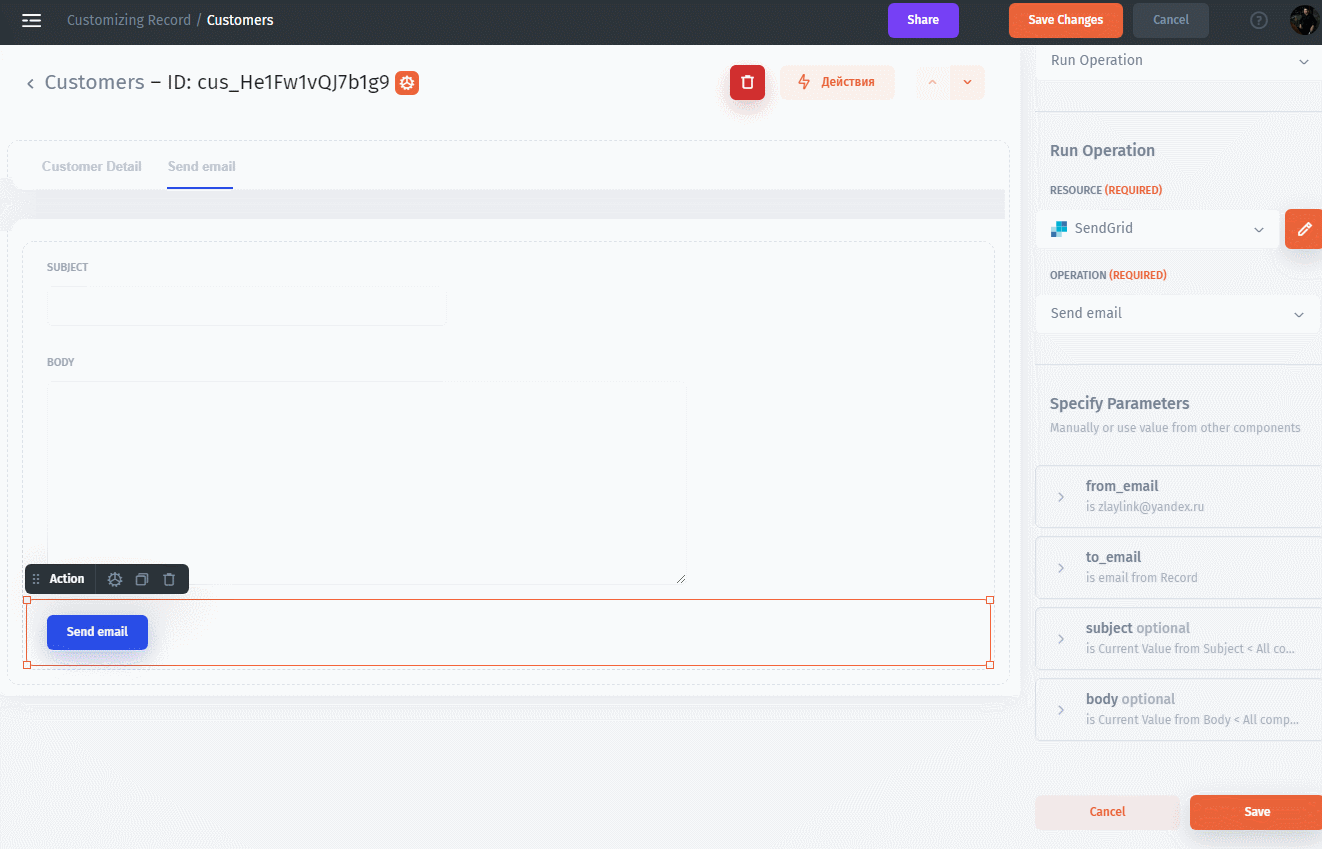 Customizing Record / Customers
Share
Save Changes
Cancel
?
Customers – ID: cus_He1Fw1vQJ7b1g9
Действия
Customer Detail
Send email
SUBJECT
BODY
Action
Send email
Run Operation
Run Operation
RESOURCE (REQUIRED)
SendGrid
OPERATION (REQUIRED)
Send email
Specify Parameters
Manually or use value from other components
from_email
is zlaylink@yandex.ru
to_email
is email from Record
subject optional
is Current Value from Subject < All co...
body optional
is Current Value from Body < All comp...
Cancel
Save